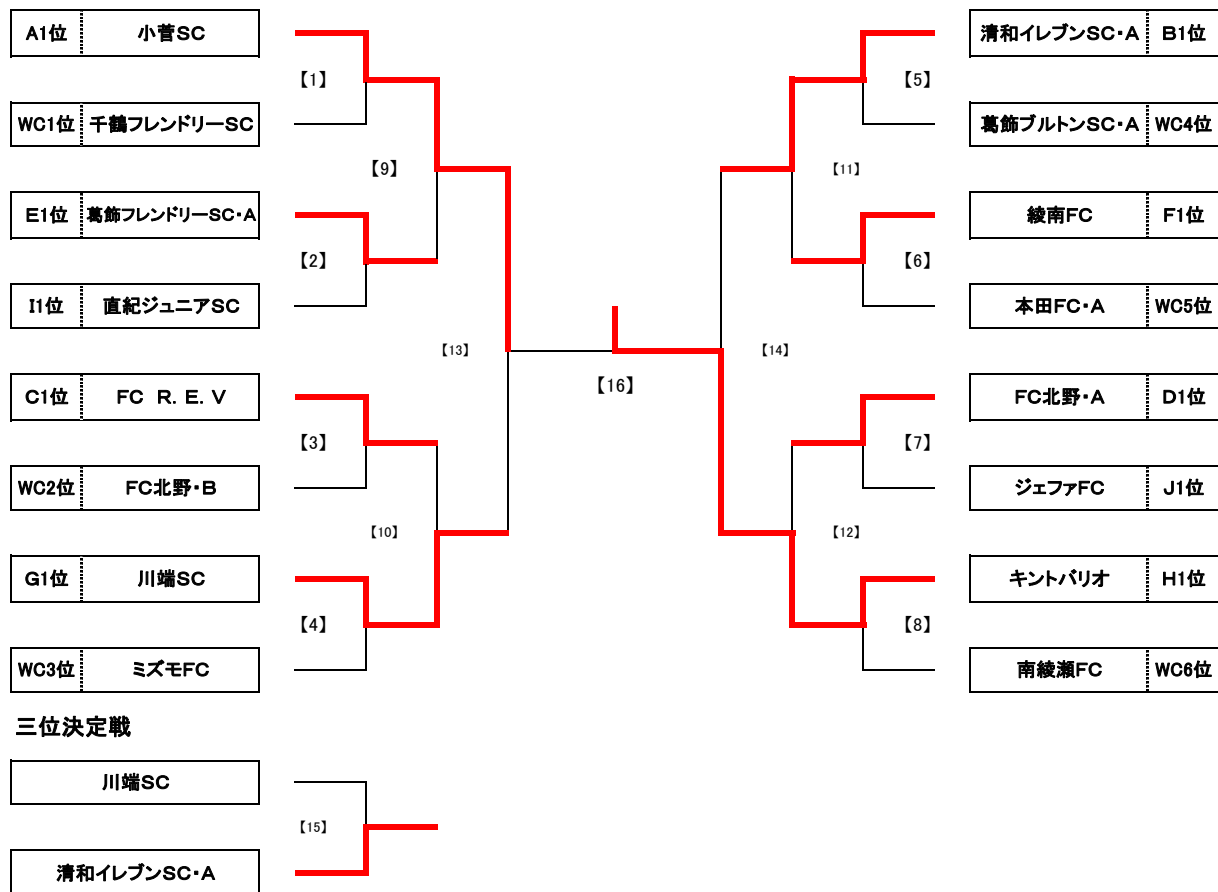 A1位 小菅SC
【1】
WC1位 千鶴フレンドリーSC
【9】
E1位 葛飾フレンドリーSC・A
【2】
I1位 直紀ジュニアSC
【13】
C1位 FC R.E.V
【3】
WC2位 FC北野・B
【10】
G1位 川端SC
【4】
WC3位 ミズモFC
【16】
清和イレブンSC・A B1位
【5】
葛飾ブルトンSC・A WC4位
【11】
綾南FC F1位
【6】
本田FC・A WC5位
【14】
FC北野・A D1位
【7】
ジェファFC J1位
【12】
キントバリオ H1位
【8】
南綾瀬FC WC6位
三位決定戦
川端SC
【15】
清和イレブンSC・A